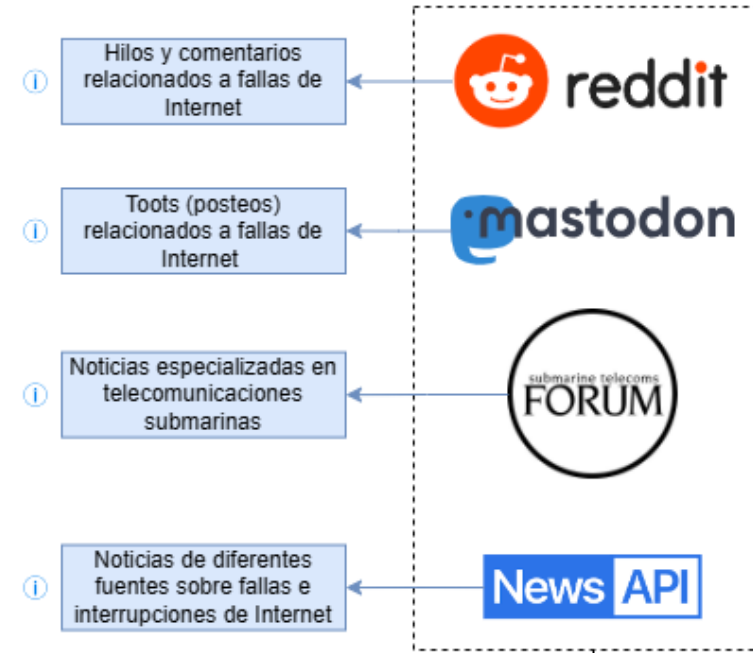 Hilos y comentarios
relacionados a fallas de
Internet
reddit
Toots (posteos)
relacionados a fallas de
Internet
mastodon
Noticias especializadas en
telecomunicaciones
submarinas
submarine telecoms
FORUM
Noticias de diferentes
fuentes sobre fallas e
interrupciones de Internet
News API